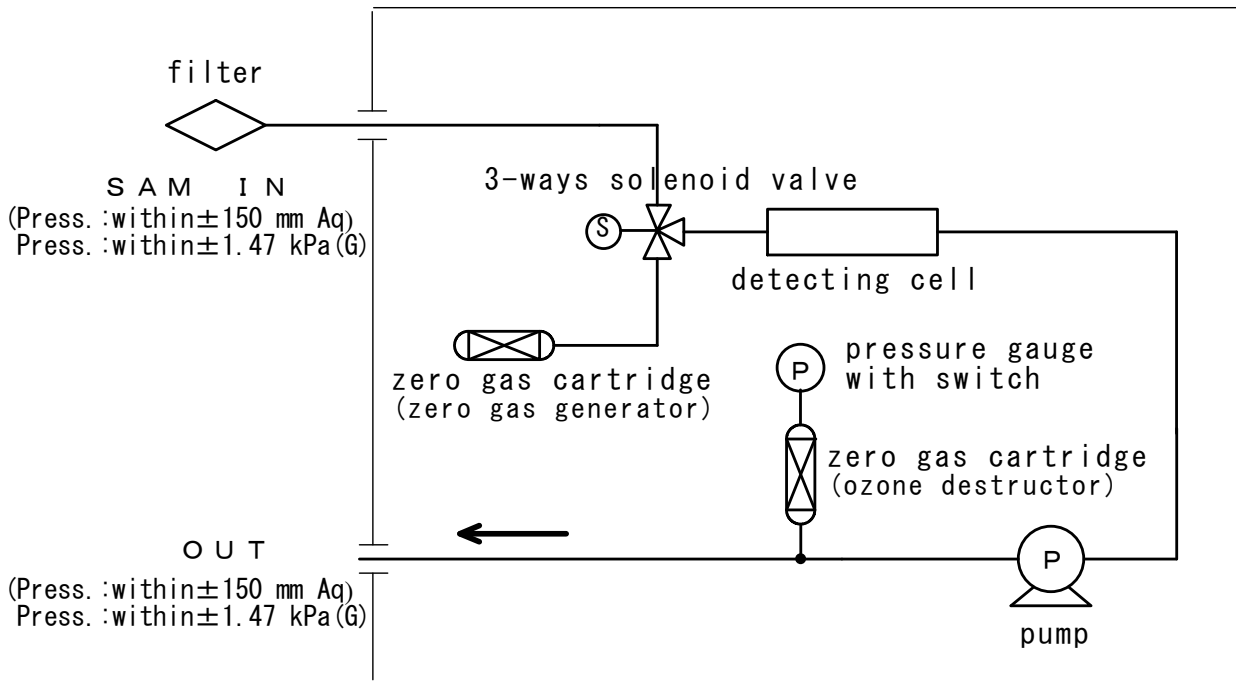 filter
SAM IN
(Press.:within±150 mm Aq)
Press.:within±1.47 kPa(G)
3-ways solenoid valve
S
detecting cell
zero gas cartridge
(zero gas generator)
P
pressure gauge
with switch
zero gas cartridge
(ozone destructor)
OUT
(Press.:within±150 mm Aq)
Press.:within±1.47 kPa(G)
P
pump